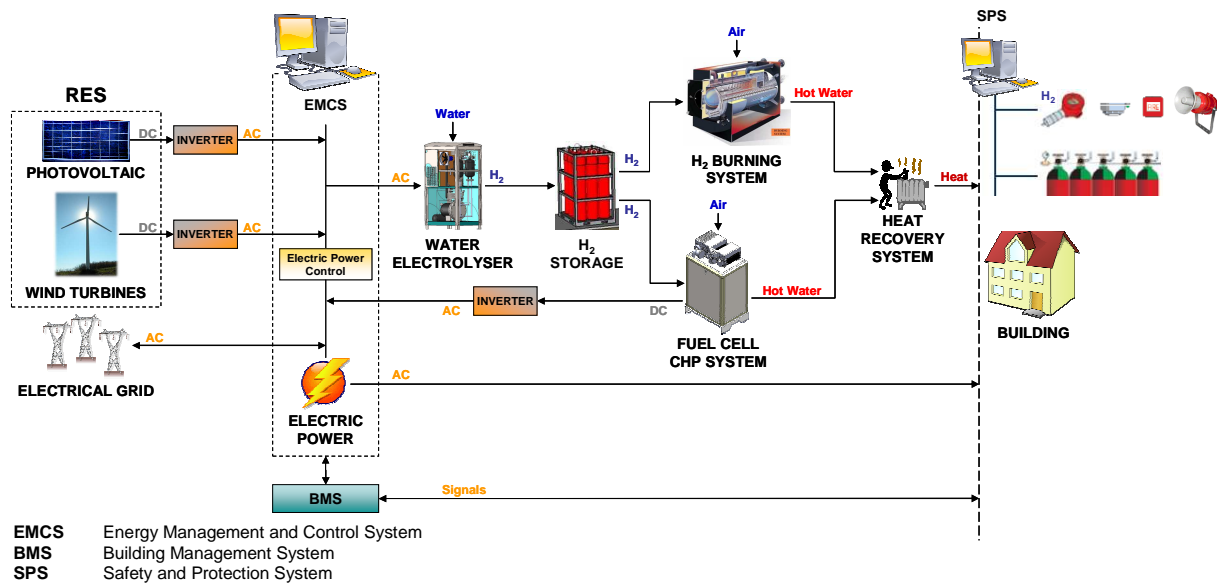 SPS
EMCS
Air
RES
DC
INVERTER
AC
PHOTOVOLTAIC
Water
AC
H2
H2
H2
Hot Water
H2 BURNING
SYSTEM
H2
Heat
DC
INVERTER
AC
WATER
ELECTROLYSER
H2
STORAGE
Air
HEAT
RECOVERY
SYSTEM
Electric Power
Control
WIND TURBINES
AC
INVERTER
DC
Hot Water
FUEL CELL
CHP SYSTEM
BUILDING
AC
ELECTRICAL GRID
AC
ELECTRIC
POWER
BMS
Signals
EMCS Energy Management and Control System
BMS Building Management System
SPS Safety and Protection System